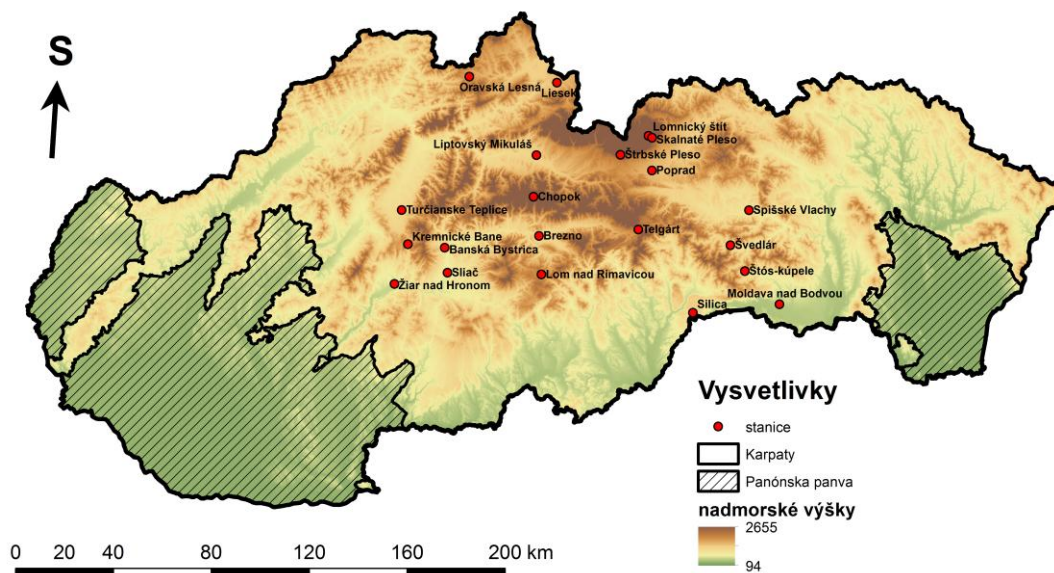 S
Oravská Lesná
Liesek
Lomnický štít
Skalnaté Pleso
Liptovský Mikuláš
Štrbské Pleso
Poprad
Chopok
Turčianske Teplice
Spišské Vlachy
Telgárt
Kremnické Bane
Brezno
Švedlár
Banská Bystrica
Sliač
Lom nad Rimavicou
Štós-kúpele
Žiar nad Hronom
Moldava nad Bodvou
Silica
Vysvetlivky
stanice
Karpaty
Panónska panva
nadmorské výšky
2655
94
0 20 40 80 120 160 200 km